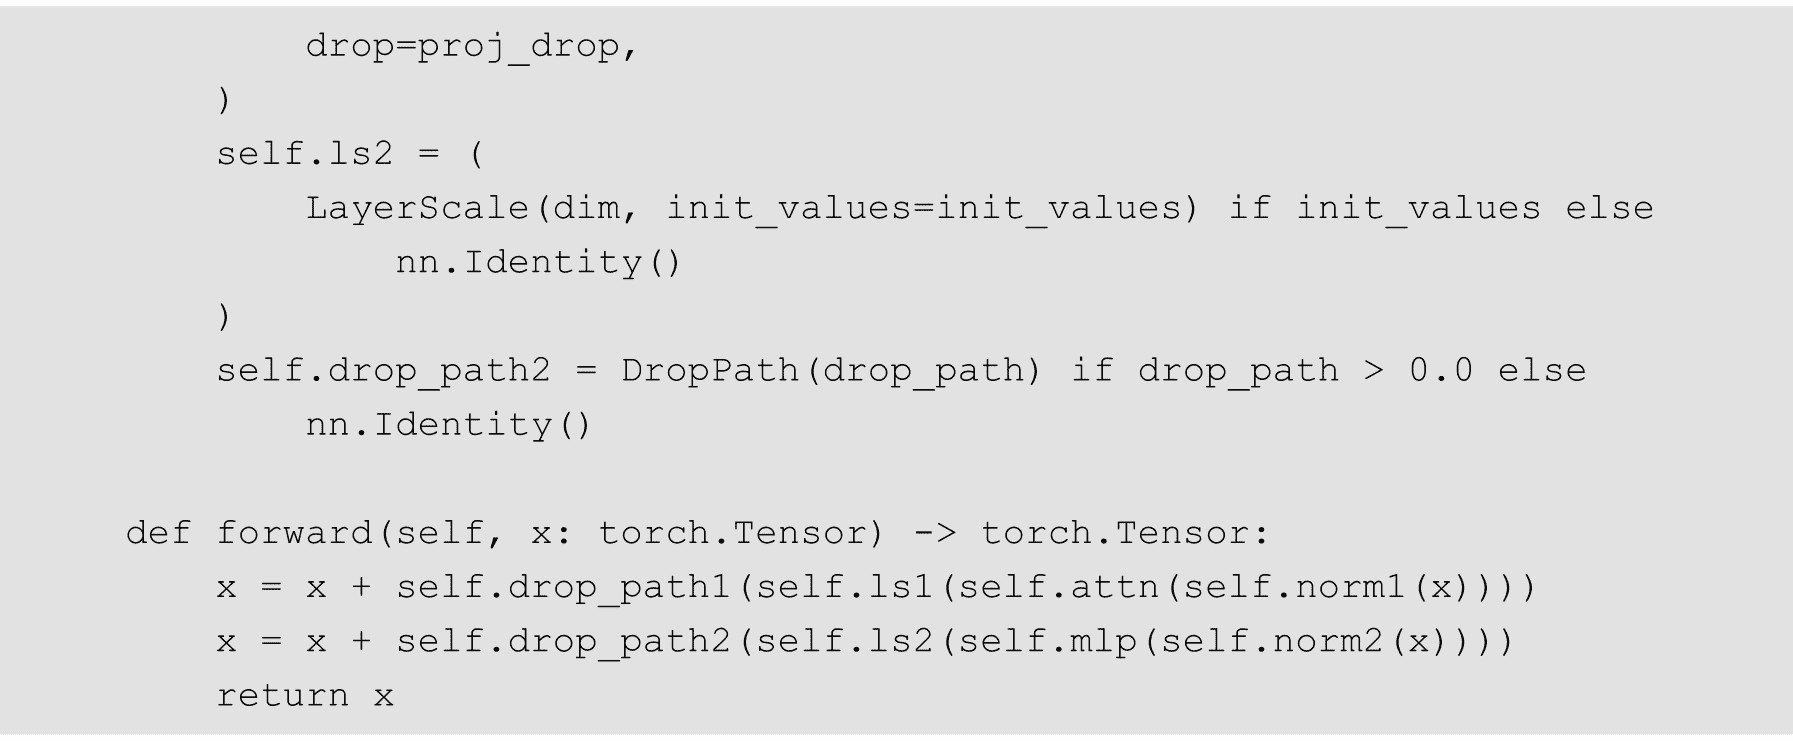 drop=proj_drop,
        )
        self.ls2 = (
            LayerScale(dim, init_values=init_values) if init_values else
                nn.Identity()
        )
        self.drop_path2 = DropPath(drop_path) if drop_path > 0.0 else
            nn.Identity()

    def forward(self, x: torch.Tensor) -> torch.Tensor:
        x = x + self.drop_path1(self.ls1(self.attn(self.norm1(x))))
        x = x + self.drop_path2(self.ls2(self.mlp(self.norm2(x))))
        return x